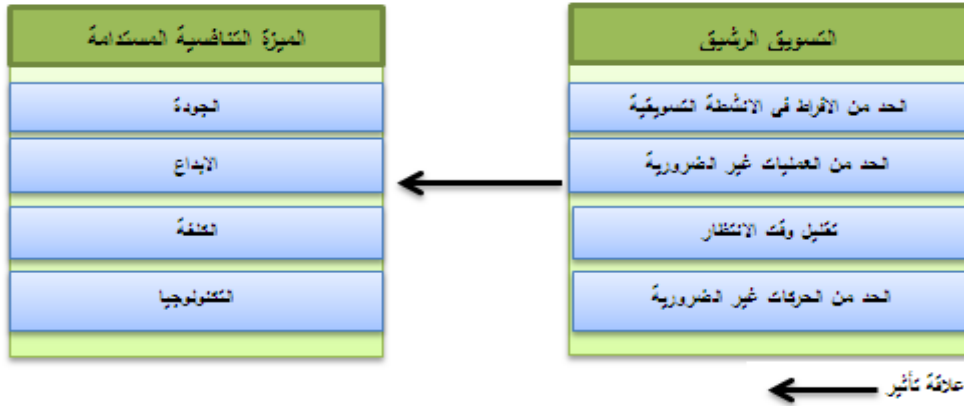 التسويق الرشيق
الحد من الافراط في الانشطة التسويقية
الحد من العمليات غير الضرورية
تقليل وقت الانتظار
الحد من الحركات غير الضرورية
الميزة التنافسية المستدامة
الجودة
الابداع
الكلفة
التكنولوجيا
علاقة تأثير